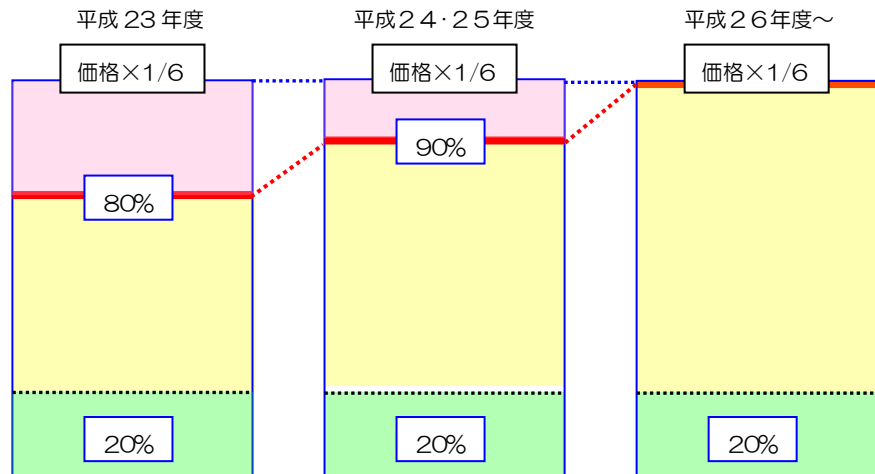 平成23年度 平成２４・２５年度 平成２６年度～
価格×1/6 価格×1/6 価格×1/6
80% 90%
20% 20% 20%